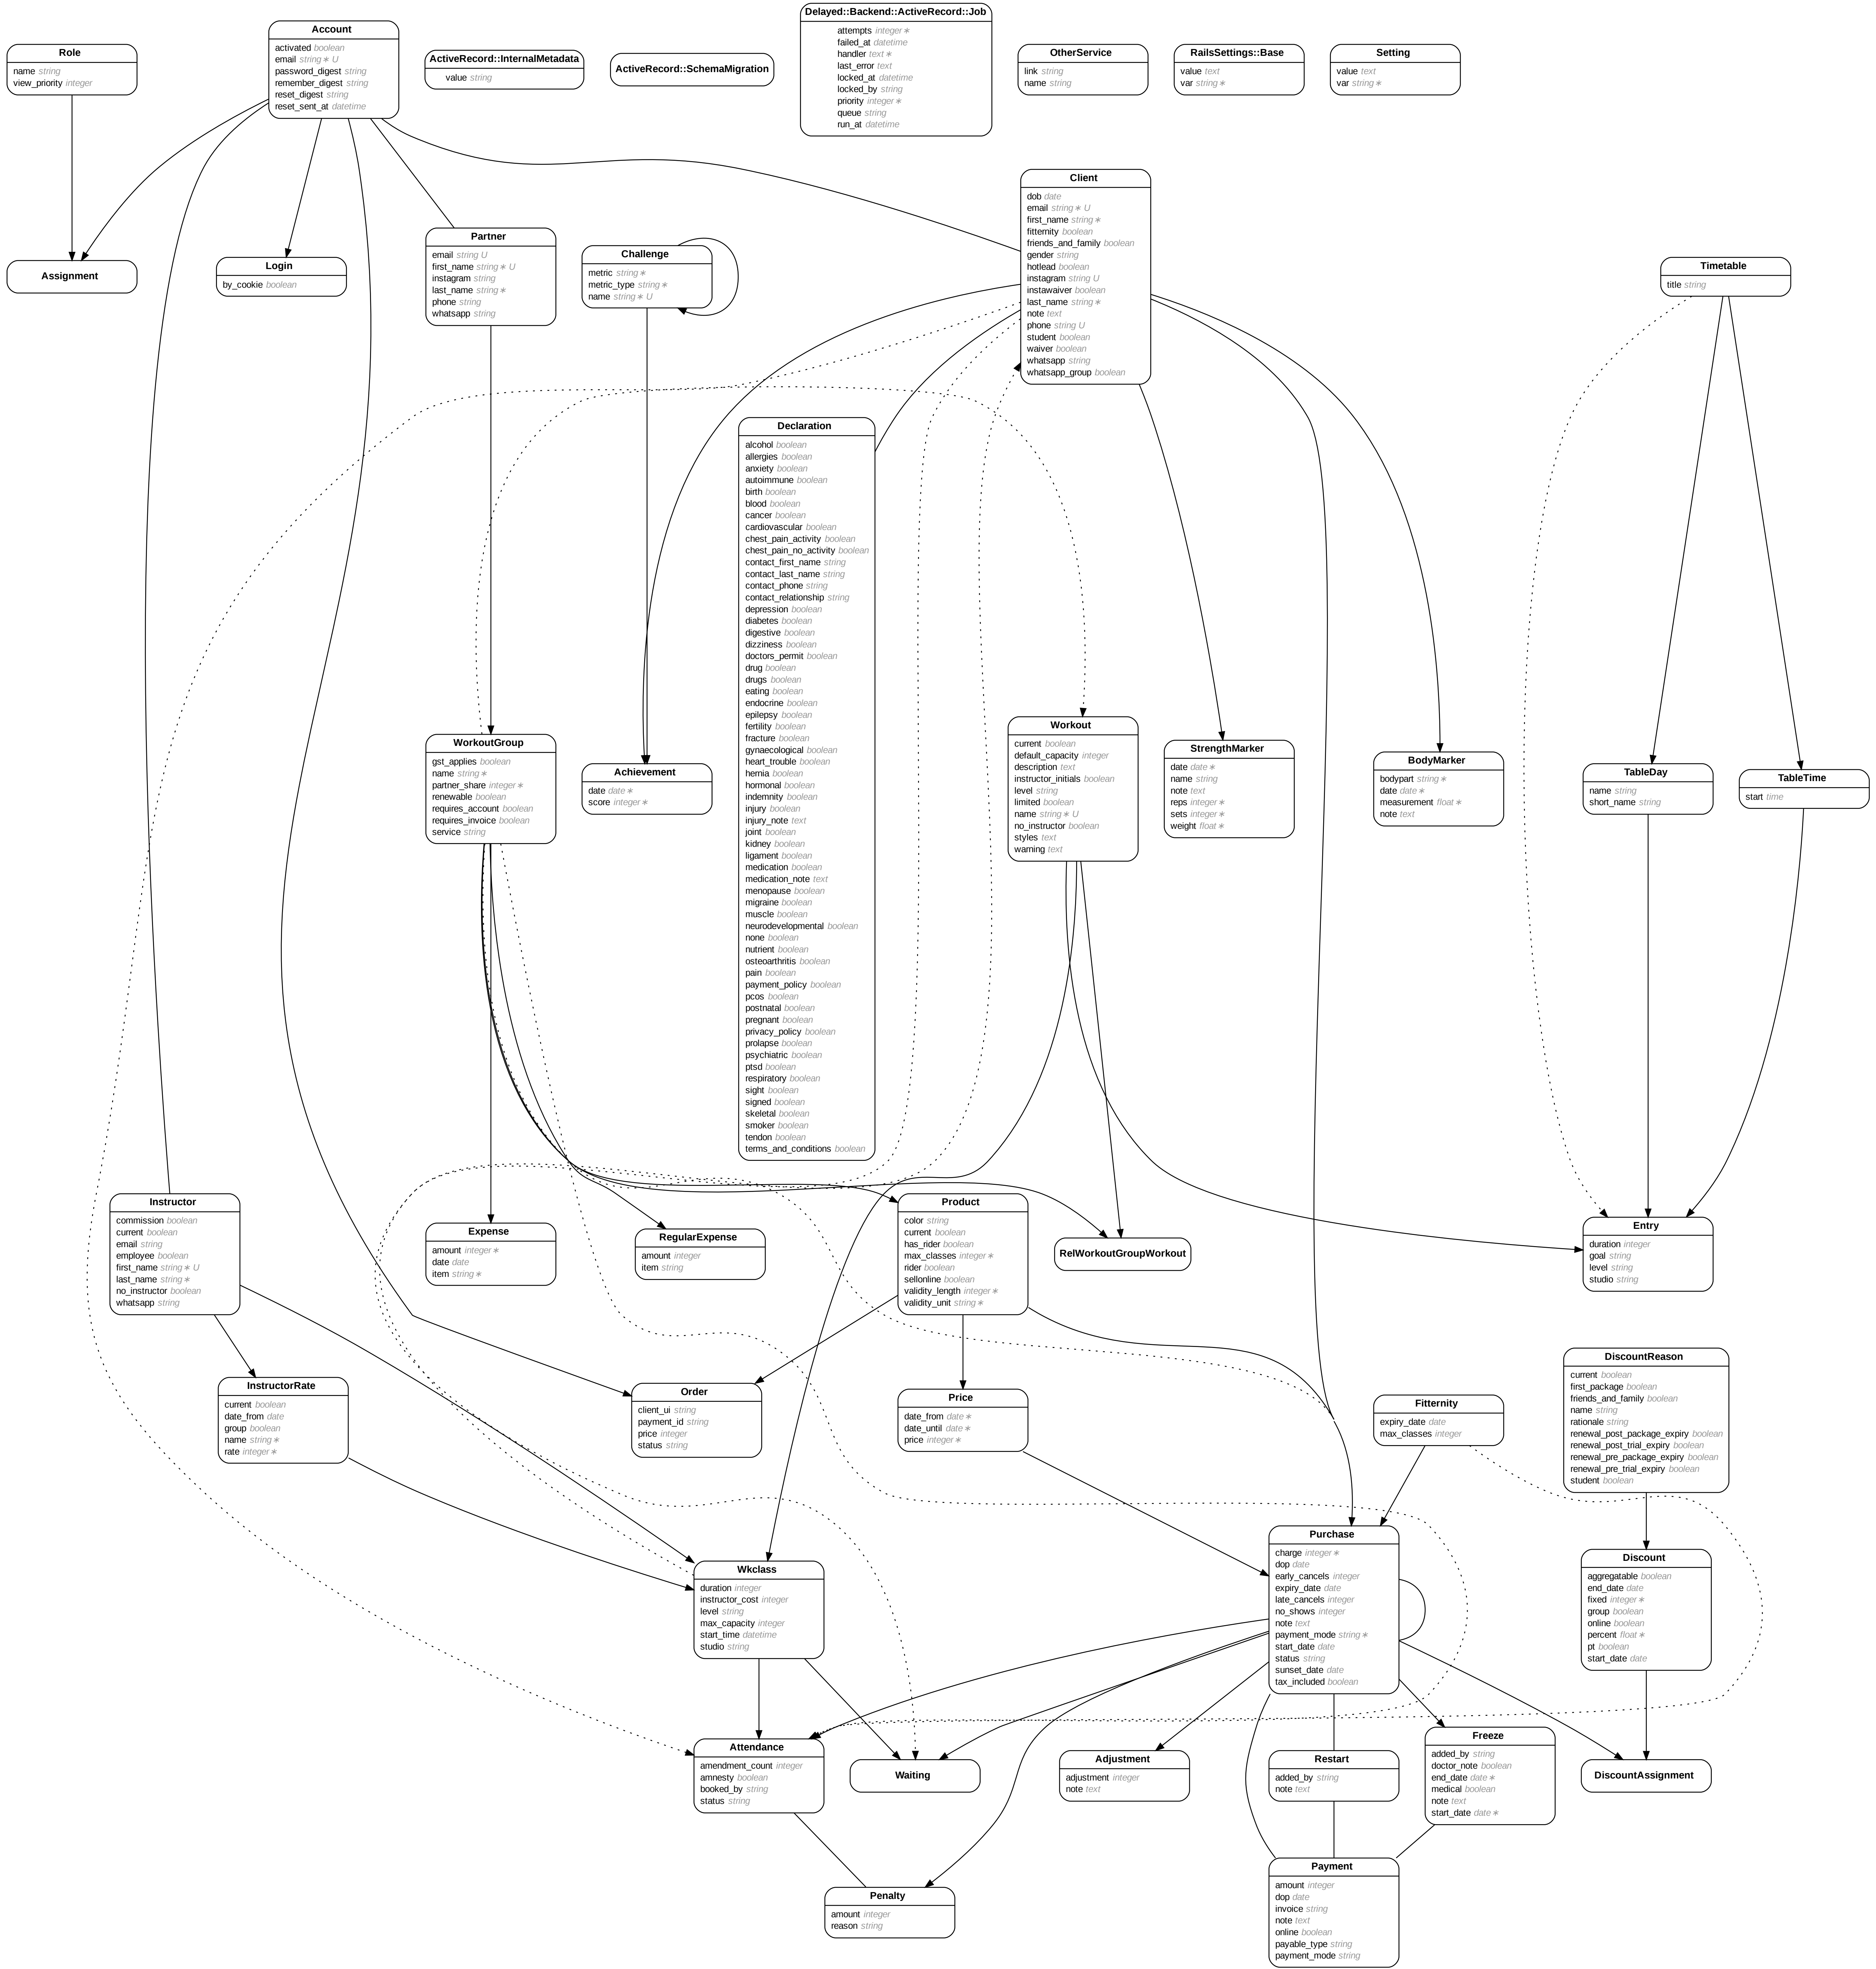 Delayed::Backend::ActiveRecord::Job
attempts integer ∗
failed_at datetime
handler text ∗
last_error text
locked_at datetime
locked_by string
priority integer ∗
queue string
run_at datetime
Account
activated boolean
email string ∗ U
password_digest string
remember_digest string
reset_digest string
reset_sent_at datetime
Role
name string
view_priority integer
ActiveRecord::InternalMetadata
value string
ActiveRecord::SchemaMigration
OtherService
link string
name string
RailsSettings::Base
value text
var string ∗
Setting
value text
var string ∗
Client
dob date
email string ∗ U
first_name string ∗
fitternity boolean
friends_and_family boolean
gender string
hotlead boolean
instagram string U
instawaiver boolean
last_name string ∗
note text
phone string U
student boolean
waiver boolean
whatsapp string
whatsapp_group boolean
Assignment
Login
by_cookie boolean
Partner
email string U
first_name string ∗ U
instagram string
last_name string ∗
phone string
whatsapp string
Challenge
metric string ∗
metric_type string ∗
name string ∗ U
Timetable
title string
Declaration
alcohol boolean
allergies boolean
anxiety boolean
autoimmune boolean
birth boolean
blood boolean
cancer boolean
cardiovascular boolean
chest_pain_activity boolean
chest_pain_no_activity boolean
contact_first_name string
contact_last_name string
contact_phone string
contact_relationship string
depression boolean
diabetes boolean
digestive boolean
dizziness boolean
doctors_permit boolean
drug boolean
drugs boolean
eating boolean
endocrine boolean
epilepsy boolean
fertility boolean
fracture boolean
gynaecological boolean
heart_trouble boolean
hernia boolean
hormonal boolean
indemnity boolean
injury boolean
injury_note text
joint boolean
kidney boolean
ligament boolean
medication boolean
medication_note text
menopause boolean
migraine boolean
muscle boolean
neurodevelopmental boolean
none boolean
nutrient boolean
osteoarthritis boolean
pain boolean
payment_policy boolean
pcos boolean
postnatal boolean
pregnant boolean
privacy_policy boolean
prolapse boolean
psychiatric boolean
ptsd boolean
respiratory boolean
sight boolean
signed boolean
skeletal boolean
smoker boolean
tendon boolean
terms_and_conditions boolean
WorkoutGroup
gst_applies boolean
name string ∗
partner_share integer ∗
renewable boolean
requires_account boolean
requires_invoice boolean
service string
Achievement
date date ∗
score integer ∗
Workout
current boolean
default_capacity integer
description text
instructor_initials boolean
level string
limited boolean
name string ∗ U
no_instructor boolean
styles text
warning text
StrengthMarker
date date ∗
name string
note text
reps integer ∗
sets integer ∗
weight float ∗
BodyMarker
bodypart string ∗
date date ∗
measurement float ∗
note text
TableDay
name string
short_name string
TableTime
start time
Instructor
commission boolean
current boolean
email string
employee boolean
first_name string ∗ U
last_name string ∗
no_instructor boolean
whatsapp string
Expense
amount integer ∗
date date
item string ∗
RegularExpense
amount integer
item string
Product
color string
current boolean
has_rider boolean
max_classes integer ∗
rider boolean
sellonline boolean
validity_length integer ∗
validity_unit string ∗
RelWorkoutGroupWorkout
Entry
duration integer
goal string
level string
studio string
InstructorRate
current boolean
date_from date
group boolean
name string ∗
rate integer ∗
Order
client_ui string
payment_id string
price integer
status string
Price
date_from date ∗
date_until date ∗
price integer ∗
Fitternity
expiry_date date
max_classes integer
DiscountReason
current boolean
first_package boolean
friends_and_family boolean
name string
rationale string
renewal_post_package_expiry boolean
renewal_post_trial_expiry boolean
renewal_pre_package_expiry boolean
renewal_pre_trial_expiry boolean
student boolean
Wkclass
duration integer
instructor_cost integer
level string
max_capacity integer
start_time datetime
studio string
Purchase
charge integer ∗
dop date
early_cancels integer
expiry_date date
late_cancels integer
no_shows integer
note text
payment_mode string ∗
start_date date
status string
sunset_date date
tax_included boolean
Discount
aggregatable boolean
end_date date
fixed integer ∗
group boolean
online boolean
percent float ∗
pt boolean
start_date date
Attendance
amendment_count integer
amnesty boolean
booked_by string
status string
Waiting
Adjustment
adjustment integer
note text
Restart
added_by string
note text
Freeze
added_by string
doctor_note boolean
end_date date ∗
medical boolean
note text
start_date date ∗
DiscountAssignment
Penalty
amount integer
reason string
Payment
amount integer
dop date
invoice string
note text
online boolean
payable_type string
payment_mode string